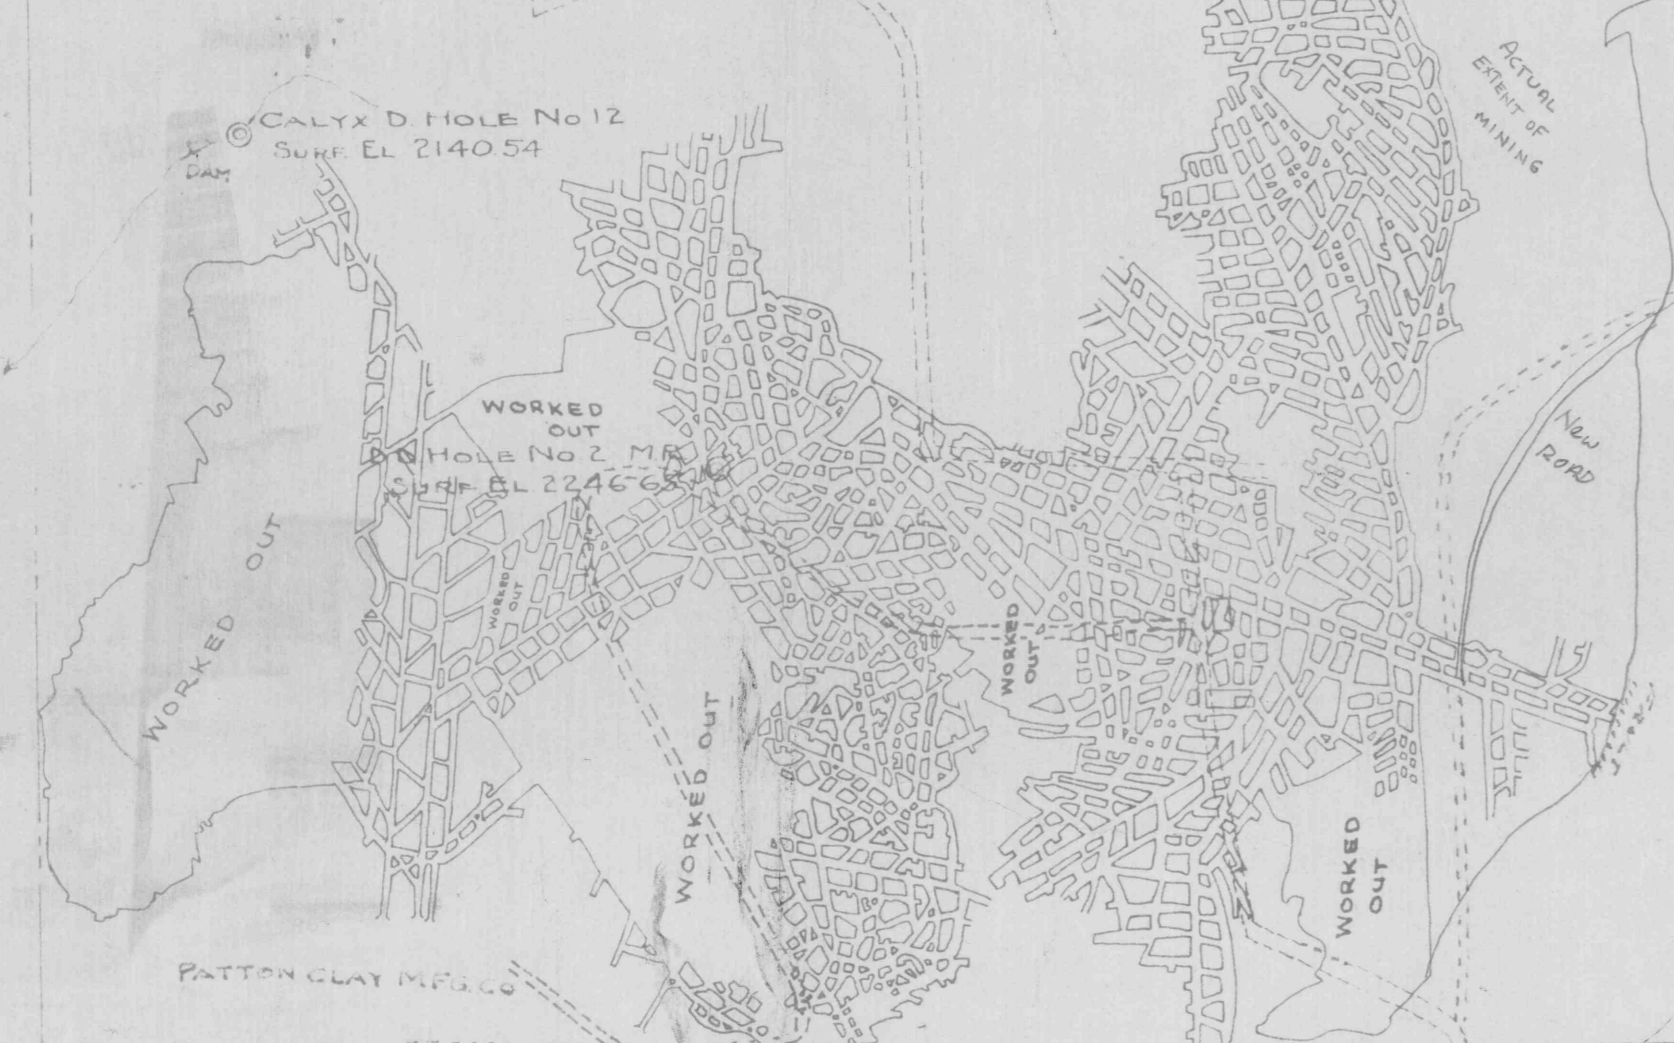 CALYX D. HOLE No 12
SURF. EL 2140.54
X
DAM
ACTUAL
EXTENT OF
MINING
WORKED
OUT
D.D. HOLE No 2 M.R.
SURF EL 2246.65
NEW
ROAD
WORKED OUT
WORKED
OUT
WORKED
OUT
WORKED OUT
WORKED
OUT
PATTON CLAY MFG. CO